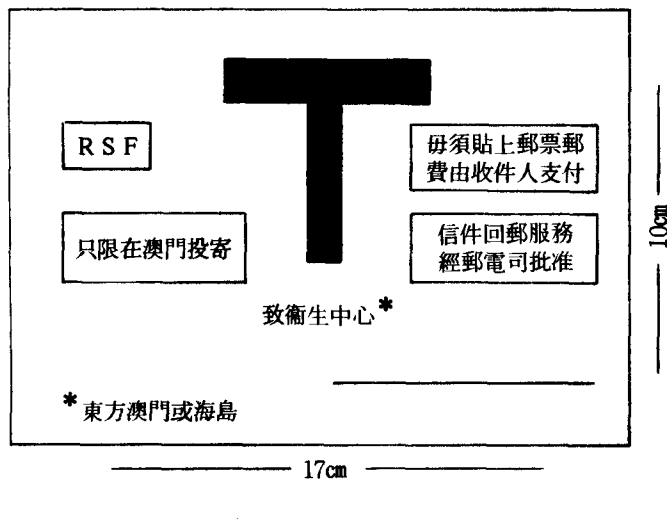 RSF
毋須貼上郵票郵
費由收件人支付
只限在澳門投寄
信件回郵服務
經郵電司批准
致衞生中心*
*東方澳門或海島
10cm
17cm